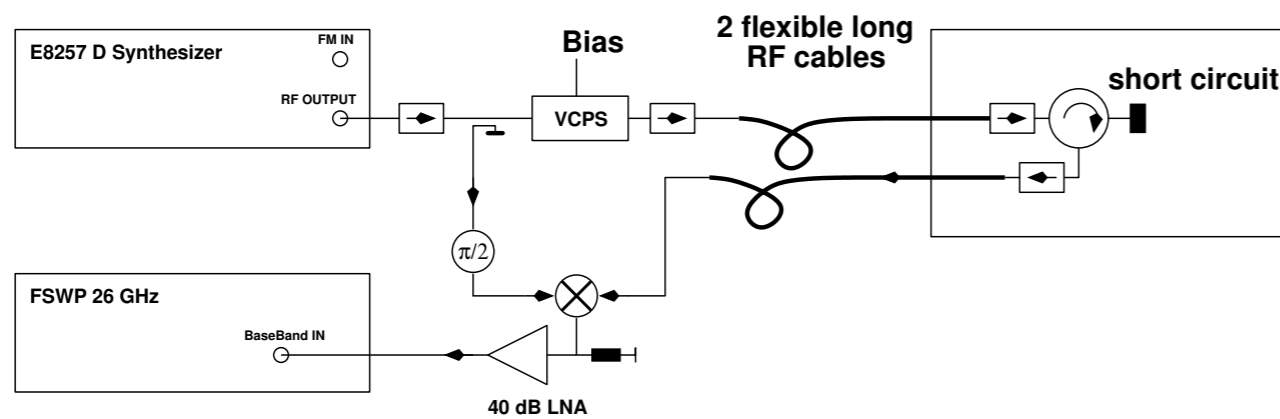 E8257 D Synthesizer
FM IN
RF OUTPUT
Bias
VCPS
2 flexible long
RF cables
short circuit
π/2
FSWP 26 GHz
BaseBand IN
40 dB LNA